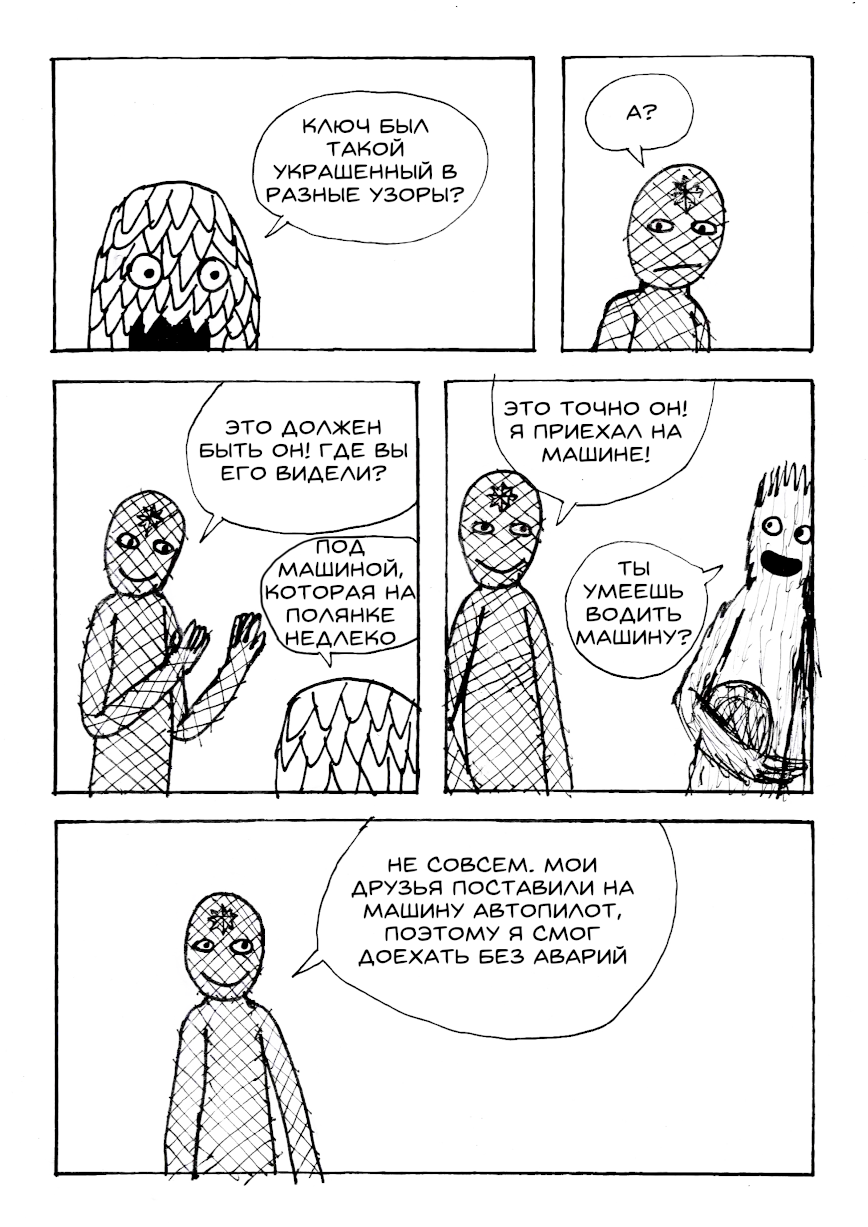 КЛЮЧ БЫЛ
ТАКОЙ
УКРАШЕННЫЙ В
РАЗНЫЕ УЗОРЫ?
А?
ЭТО ДОЛЖЕН
БЫТЬ ОН! ГДЕ ВЫ
ЕГО ВИДЕЛИ?
ПОД
МАШИНОЙ,
КОТОРАЯ НА
ПОЛЯНКЕ
НЕДЛЕКО
ЭТО ТОЧНО ОН!
Я ПРИЕХАЛ НА
МАШИНЕ!
ТЫ
УМЕЕШЬ
ВОДИТЬ
МАШИНУ?
НЕ СОВСЕМ. МОИ
ДРУЗЬЯ ПОСТАВИЛИ НА
МАШИНУ АВТОПИЛОТ,
ПОЭТОМУ Я СМОГ
ДОЕХАТЬ БЕЗ АВАРИЙ